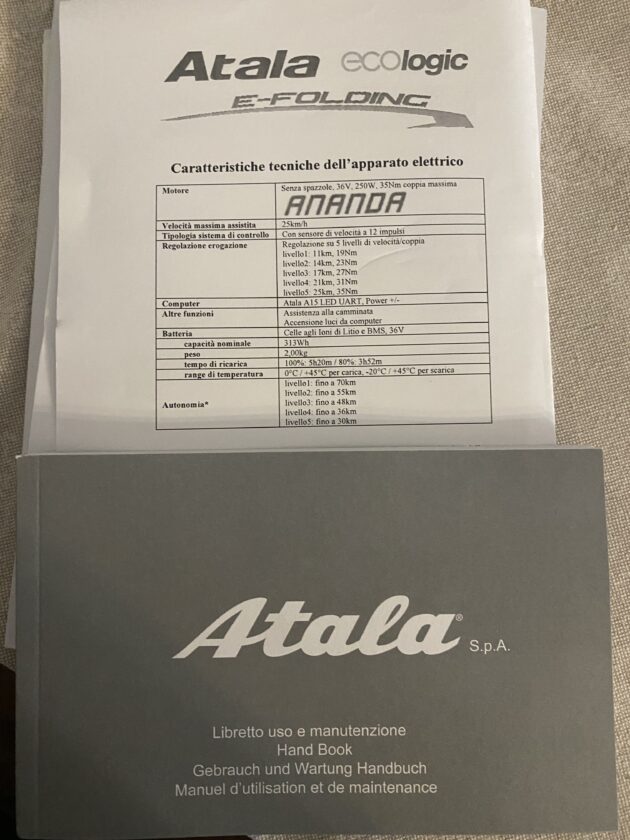 Atala ecologic
E-FOLDING
Caratteristiche tecniche dell'apparato elettrico
Motore Senza spazzole, 36V, 250W, 35Nm coppia massima
ANANDA
Velocità massima assistita 25km/h
Tipologia sistema di controllo Con sensore di velocità a 12 impulsi
Regolazione erogazione Regolazione su 5 livelli di velocità/coppia
livello1: 11km, 19Nm
livello2: 14km, 23Nm
livello3: 17km, 27Nm
livello4: 21km, 31Nm
livello5: 25km, 35Nm
Computer Atala A15 LED UART, Power +/-
Altre funzioni Assistenza alla camminata
Accensione luci da computer
Batteria Celle agli Ioni di Litio e BMS, 36V
capacità nominale 313Wh
peso 2,00kg
tempo di ricarica 100%: 5h20m / 80%: 3h52m
range di temperatura 0°C / +45°C per carica, -20°C / +45°C per scarica
Autonomia* livello1: fino a 70km
livello2: fino a 55km
livello3: fino a 48km
livello4: fino a 36km
livello5: fino a 30km
Atala® S.p.A.
Libretto uso e manutenzione
Hand Book
Gebrauch und Wartung Handbuch
Manuel d'utilisation et de maintenance